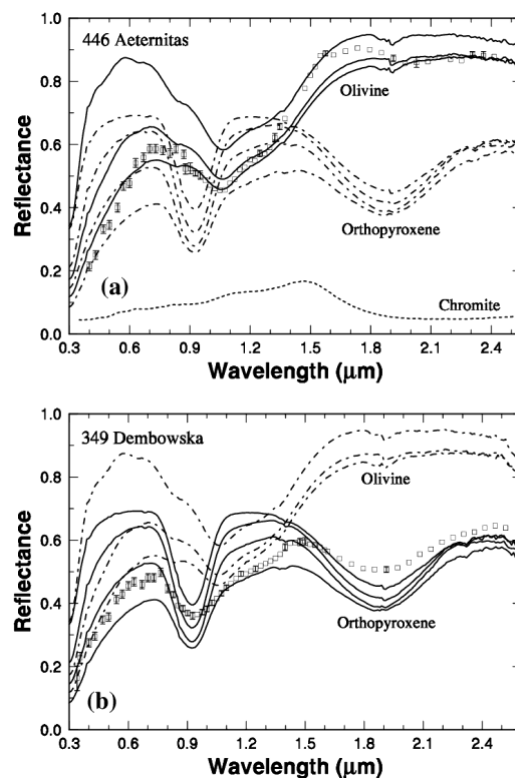 446 Aeternitas
1.0
0.8
0.6
0.4
0.2
0.0
Reflectance
Olivine
Orthopyroxene
Chromite
(a)
0.3 0.6 0.9 1.2 1.5 1.8 2.1 2.4
Wavelength (μm)
349 Dembowska
1.0
0.8
0.6
0.4
0.2
0.0
Reflectance
Olivine
Orthopyroxene
(b)
0.3 0.6 0.9 1.2 1.5 1.8 2.1 2.4
Wavelength (μm)